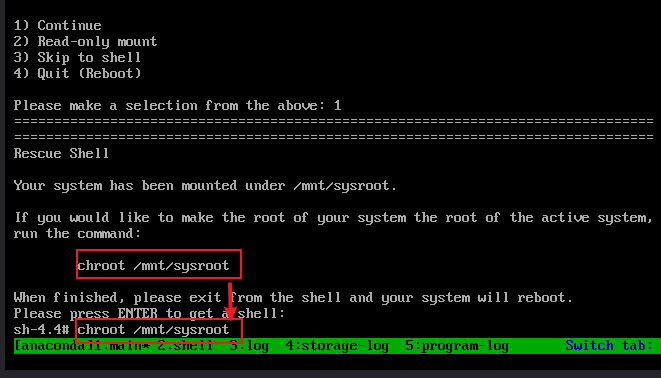 1) Continue
2) Read-only mount
3) Skip to shell
4) Quit (Reboot)
Please make a selection from the above: 1
================================================================================
================================================================================
Rescue Shell
Your system has been mounted under /mnt/sysroot.
If you would like to make the root of your system the root of the active system,
run the command:
chroot /mnt/sysroot
When finished, please exit from the shell and your system will reboot.
Please press ENTER to get a shell:
sh-4.4# chroot /mnt/sysroot
[anaconda]1:main* 2:shell 3:log 4:storage-log 5:program-log Switch tab: